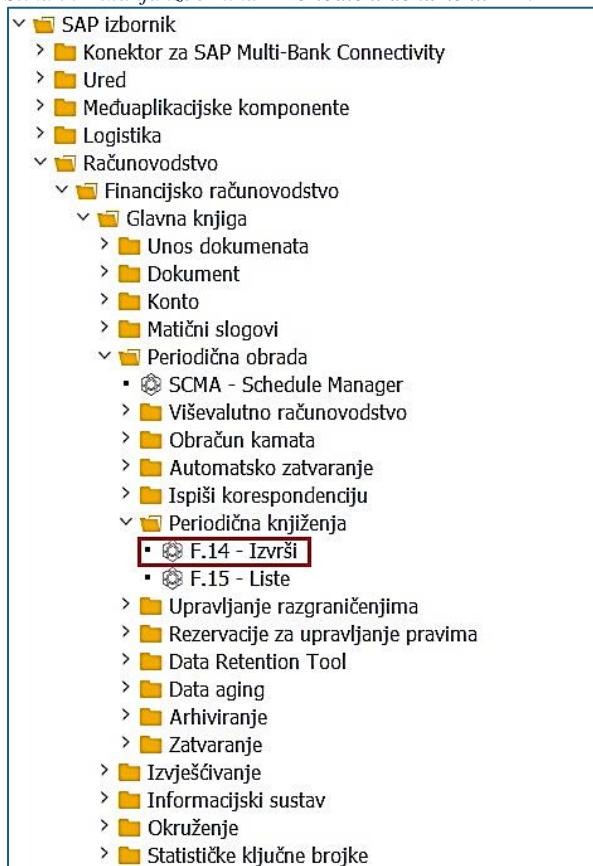 SAP izbornik
Konektor za SAP Multi-Bank Connectivity
Ured
Međuaplikacijske komponente
Logistika
Računovodstvo
Financijsko računovodstvo
Glavna knjiga
Unos dokumenata
Dokument
Konto
Matični slogovi
Periodična obrada
SCMA - Schedule Manager
Viševalutno računovodstvo
Obračun kamata
Automatsko zatvaranje
Ispiši korespondenciju
Periodična knjiženja
F.14 - Izvrši
F.15 - Liste
Upravljanje razgraničenjima
Rezervacije za upravljanje pravima
Data Retention Tool
Data aging
Arhiviranje
Zatvaranje
Izvješćivanje
Informacijski sustav
Okruženje
Statističke ključne brojke